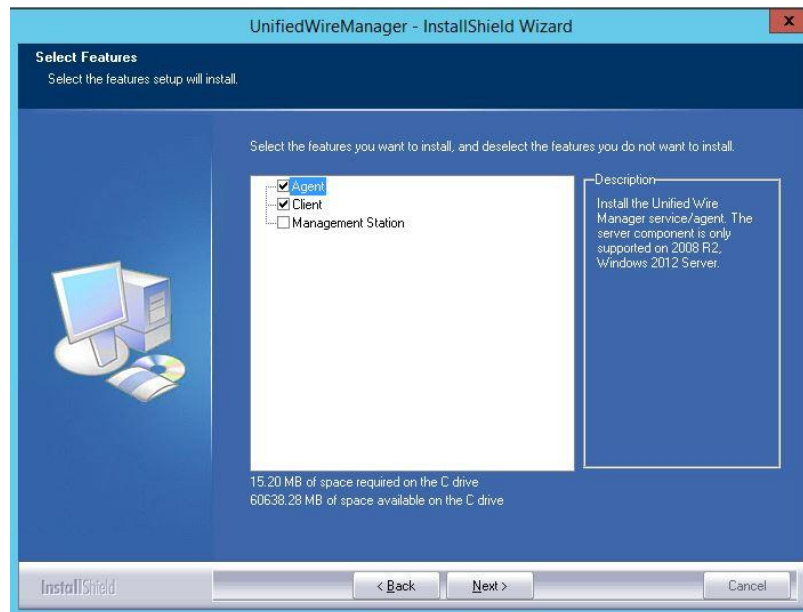 UnifiedWireManager - InstallShield Wizard
x
Select Features
Select the features setup will install.
Select the features you want to install, and deselect the features you do not want to install.
Agent
Client
Management Station
Description
Install the Unified Wire
Manager service/agent. The
server component is only
supported on 2008 R2,
Windows 2012 Server.
15.20 MB of space required on the C drive
60638.28 MB of space available on the C drive
InstallShield
< Back
Next >
Cancel